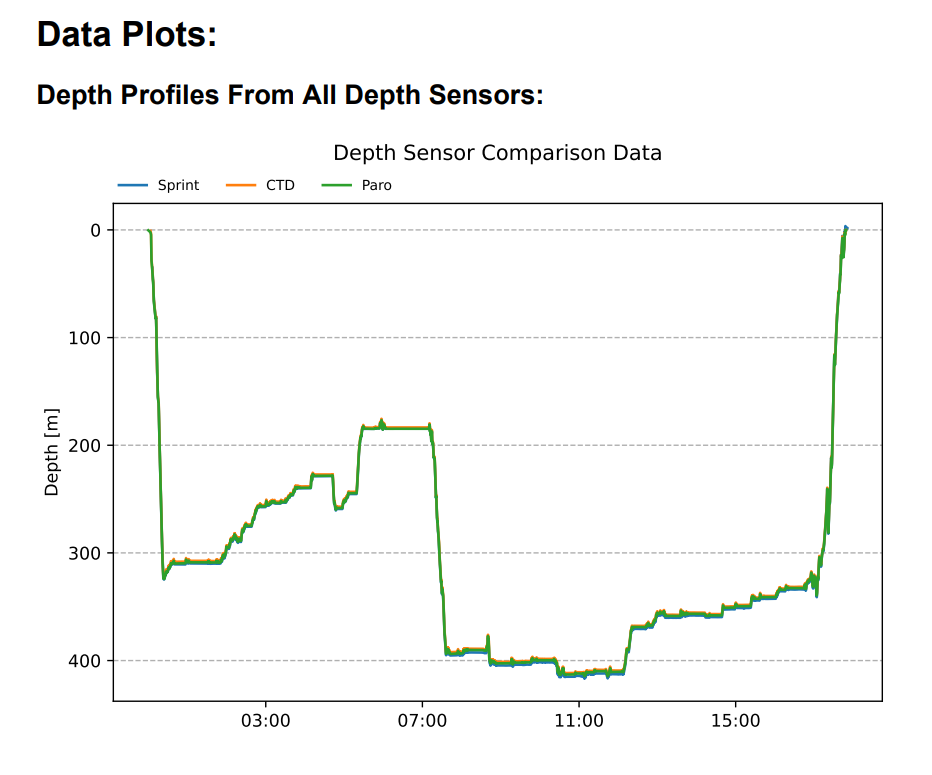 Data Plots:
Depth Profiles From All Depth Sensors:
Depth Sensor Comparison Data
Sprint CTD Paro
0
100
200
300
400
Depth [m]
03:00 07:00 11:00 15:00